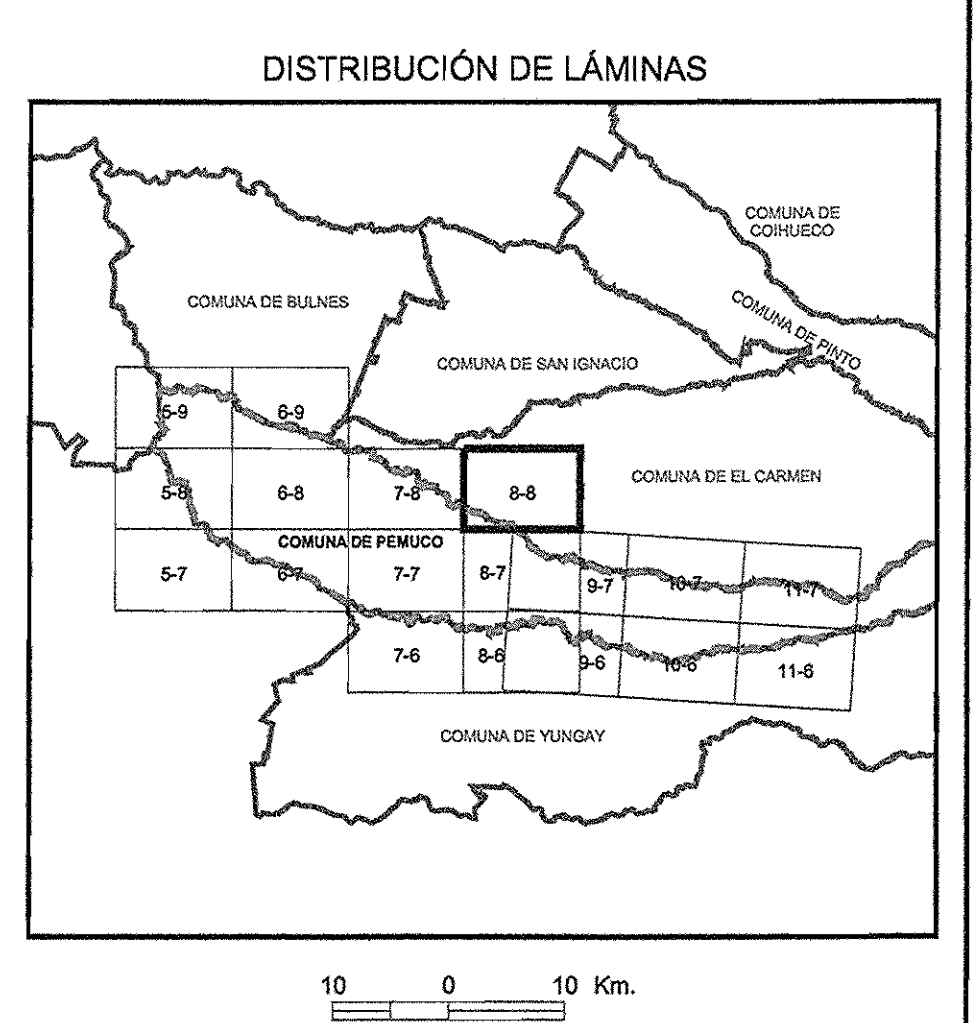 DISTRIBUCIÓN DE LÁMINAS
COMUNA DE
COIHUECO
COMUNA DE BULNES
COMUNA DE PINTO
COMUNA DE SAN IGNACIO
5-9
6-9
COMUNA DE EL CARMEN
5-8
6-8
7-8
8-8
COMUNA DE PEMUCO
5-7
6-7
7-7
8-7
9-7
10-7
11-7
7-6
8-6
9-6
10-6
11-6
COMUNA DE YUNGAY
10 0 10 Km.